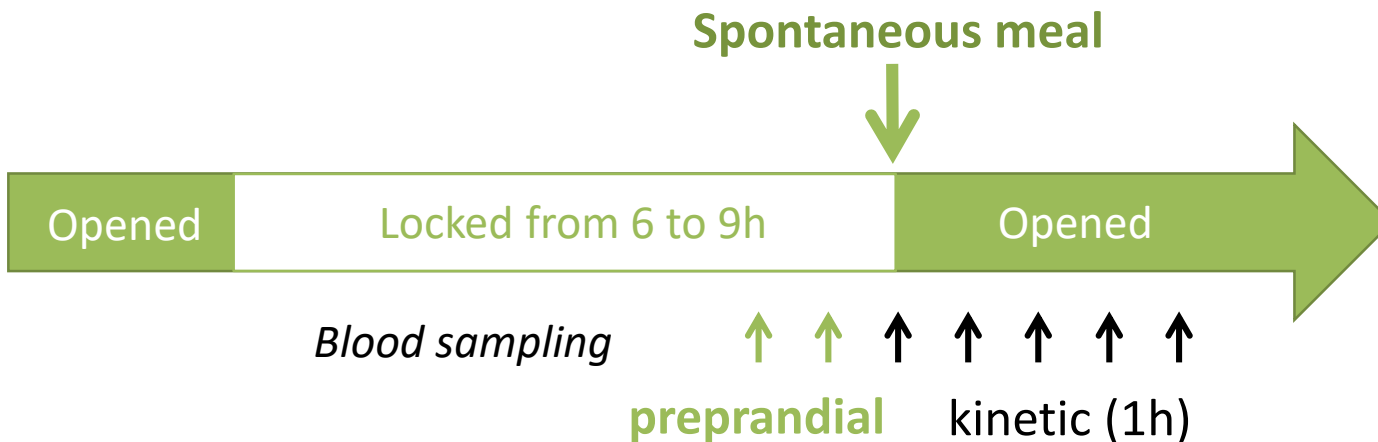 Spontaneous meal
Opened Locked from 6 to 9h Opened
Blood sampling
preprandial kinetic (1h)